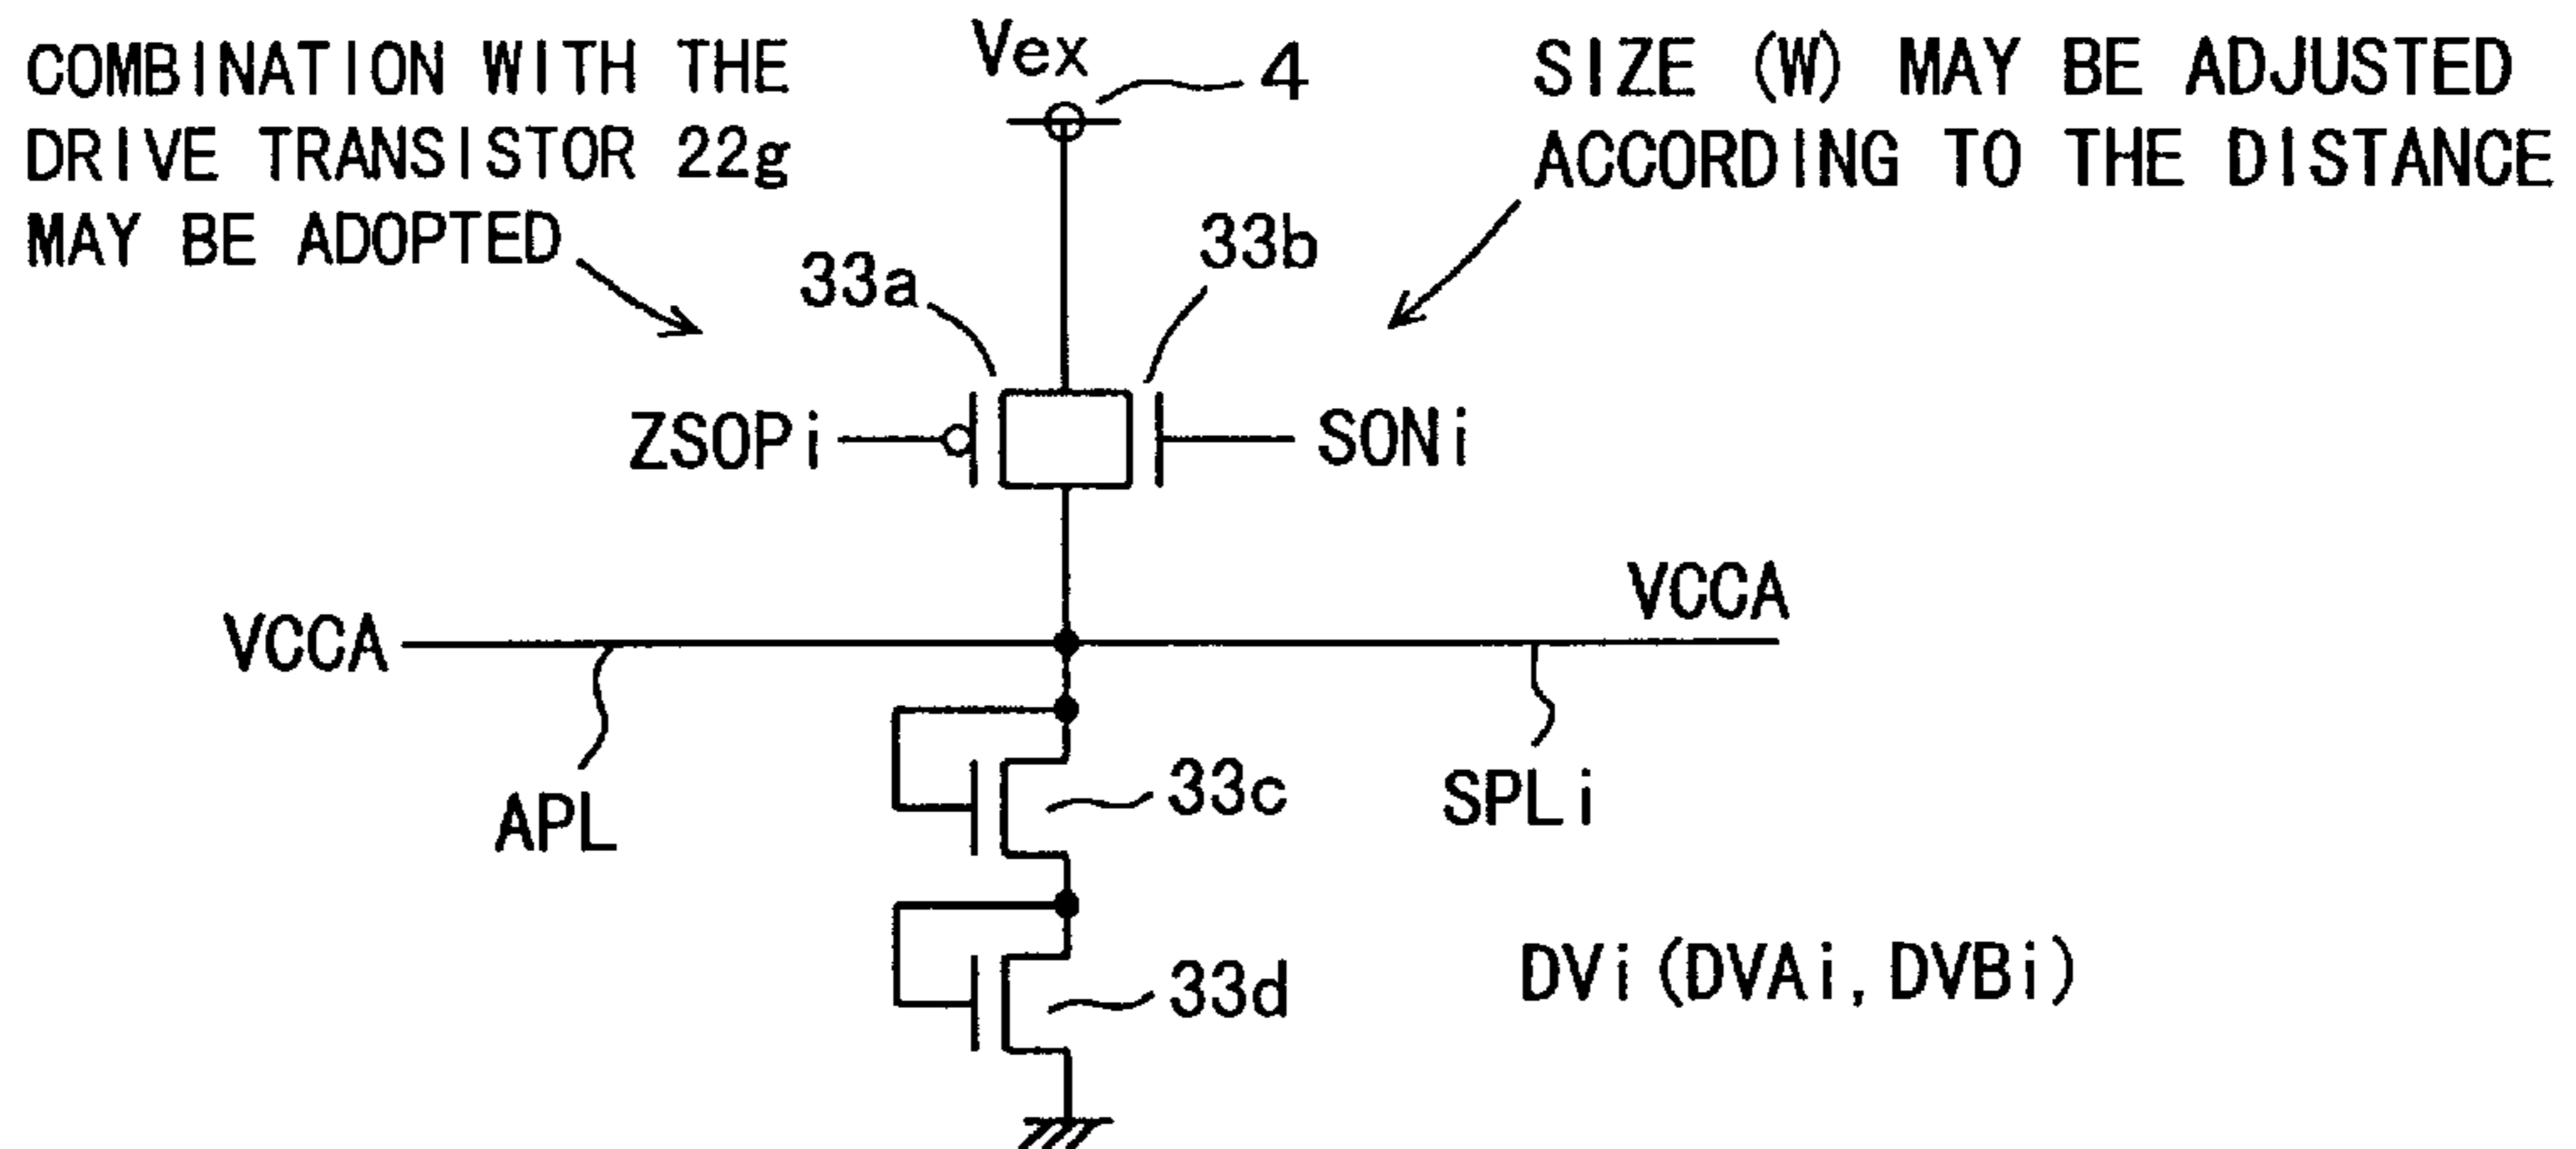 COMBINATION WITH THE
DRIVE TRANSISTOR 22g
MAY BE ADOPTED
Vex
4
SIZE (W) MAY BE ADJUSTED
ACCORDING TO THE DISTANCE
33a
33b
ZSOPi
SONi
VCCA
VCCA
APL
SPLi
33c
33d
DVi (DVAi, DVBi)